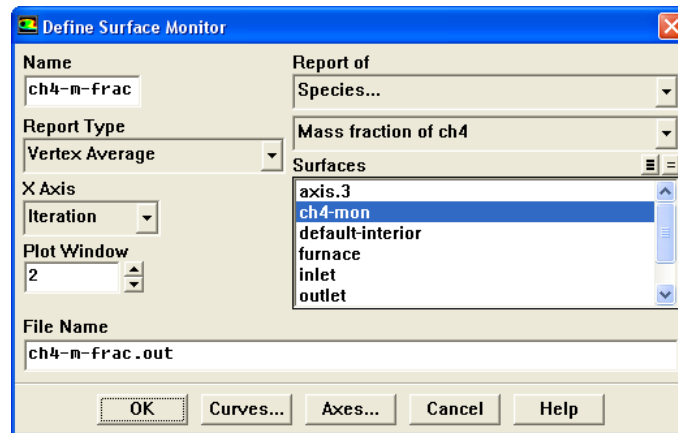 Define Surface Monitor
Name
ch4-m-frac
Report Type
Vertex Average
X Axis
Iteration
Plot Window
2
Report of
Species...
Mass fraction of ch4
Surfaces
axis.3
ch4-mon
default-interior
furnace
inlet
outlet
File Name
ch4-m-frac.out
OK
Curves...
Axes...
Cancel
Help